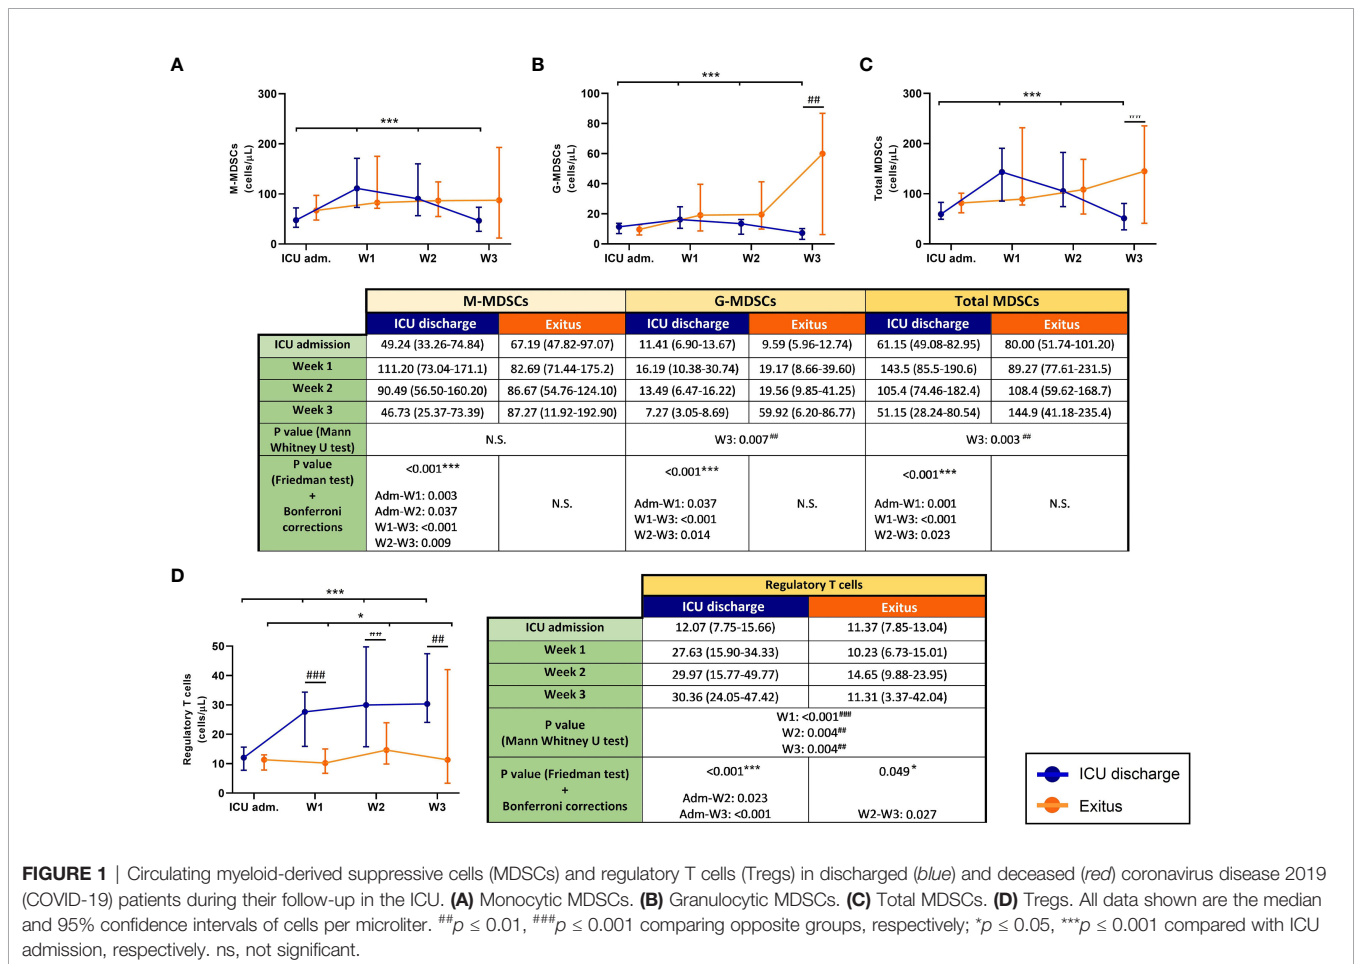 A
B
C
***
***
***
##
300
200
100
0
M-MDSCs
(cells/μL)
ICU adm.
W1
W2
W3
100
80
60
40
20
0
G-MDSCs
(cells/μL)
ICU adm.
W1
W2
W3
300
200
100
0
Total MDSCs
(cells/μL)
ICU adm.
W1
W2
W3
M-MDSCs G-MDSCs Total MDSCs
ICU discharge Exitus ICU discharge Exitus ICU discharge Exitus
ICU admission 49.24 (33.26-74.84) 67.19 (47.82-97.07) 11.41 (6.90-13.67) 9.59 (5.96-12.74) 61.15 (49.08-82.95) 80.00 (51.74-101.20)
Week 1 111.20 (73.04-171.1) 82.69 (71.44-175.2) 16.19 (10.38-30.74) 19.17 (8.66-39.60) 143.5 (85.5-190.6) 89.27 (77.61-231.5)
Week 2 90.49 (56.50-160.20) 86.67 (54.76-124.10) 13.49 (6.47-16.22) 19.56 (9.85-41.25) 105.4 (74.46-182.4) 108.4 (59.62-168.7)
Week 3 46.73 (25.37-73.39) 87.27 (11.92-192.90) 7.27 (3.05-8.69) 59.92 (6.20-86.77) 51.15 (28.24-80.54) 144.9 (41.18-235.4)
P value (Mann
Whitney U test)
N.S. W3: 0.007## W3: 0.003 ##
P value
(Friedman test)
+
Bonferroni
corrections
<0.001***
Adm-W1: 0.003
Adm-W2: 0.037
W1-W3: <0.001
W2-W3: 0.009
N.S.
<0.001***
Adm-W1: 0.037
W1-W3: <0.001
W2-W3: 0.014
N.S.
<0.001***
Adm-W1: 0.001
W1-W3: <0.001
W2-W3: 0.023
N.S.
D
***
*
###
##
50
40
30
20
10
0
Regulatory T cells
(cells/μL)
ICU adm.
W1
W2
W3
Regulatory T cells
ICU discharge Exitus
ICU admission 12.07 (7.75-15.66) 11.37 (7.85-13.04)
Week 1 27.63 (15.90-34.33) 10.23 (6.73-15.01)
Week 2 29.97 (15.77-49.77) 14.65 (9.88-23.95)
Week 3 30.36 (24.05-47.42) 11.31 (3.37-42.04)
P value
(Mann Whitney U test)
W1: <0.001###
W2: 0.004##
W3: 0.004##
P value (Friedman test)
+
Bonferroni corrections
<0.001***
Adm-W2: 0.023
Adm-W3: <0.001
0.049 *
W2-W3: 0.027
ICU discharge
Exitus
FIGURE 1 | Circulating myeloid-derived suppressive cells (MDSCs) and regulatory T cells (Tregs) in discharged (blue) and deceased (red) coronavirus disease 2019
(COVID-19) patients during their follow-up in the ICU. (A) Monocytic MDSCs. (B) Granulocytic MDSCs. (C) Total MDSCs. (D) Tregs. All data shown are the median
and 95% confidence intervals of cells per microliter. ##p ≤ 0.01, ###p ≤ 0.001 comparing opposite groups, respectively; *p ≤ 0.05, ***p ≤ 0.001 compared with ICU
admission, respectively. ns, not significant.